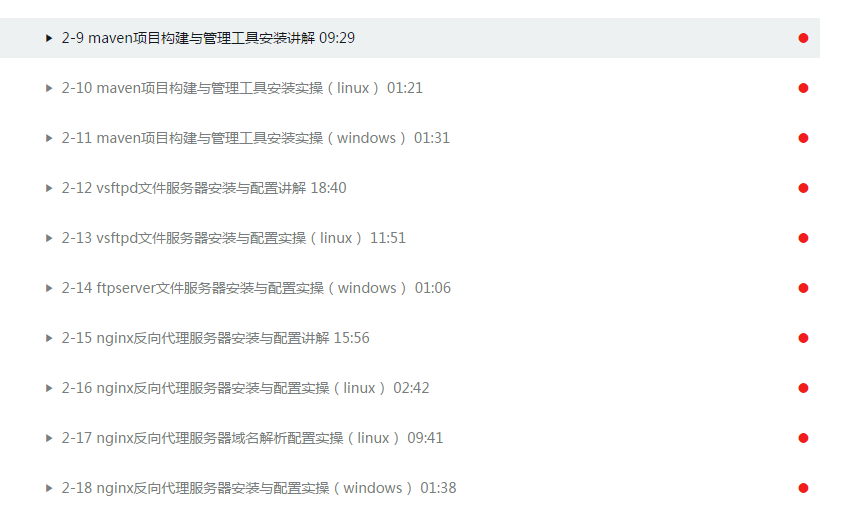 2-9 maven项目构建与管理工具安装讲解 09:29
2-10 maven项目构建与管理工具安装实操（linux） 01:21
2-11 maven项目构建与管理工具安装实操（windows） 01:31
2-12 vsftpd文件服务器安装与配置讲解 18:40
2-13 vsftpd文件服务器安装与配置实操（linux） 11:51
2-14 ftpserver文件服务器安装与配置实操（windows） 01:06
2-15 nginx反向代理服务器安装与配置讲解 15:56
2-16 nginx反向代理服务器安装与配置实操（linux） 02:42
2-17 nginx反向代理服务器域名解析配置实操（linux） 09:41
2-18 nginx反向代理服务器安装与配置实操（windows） 01:38